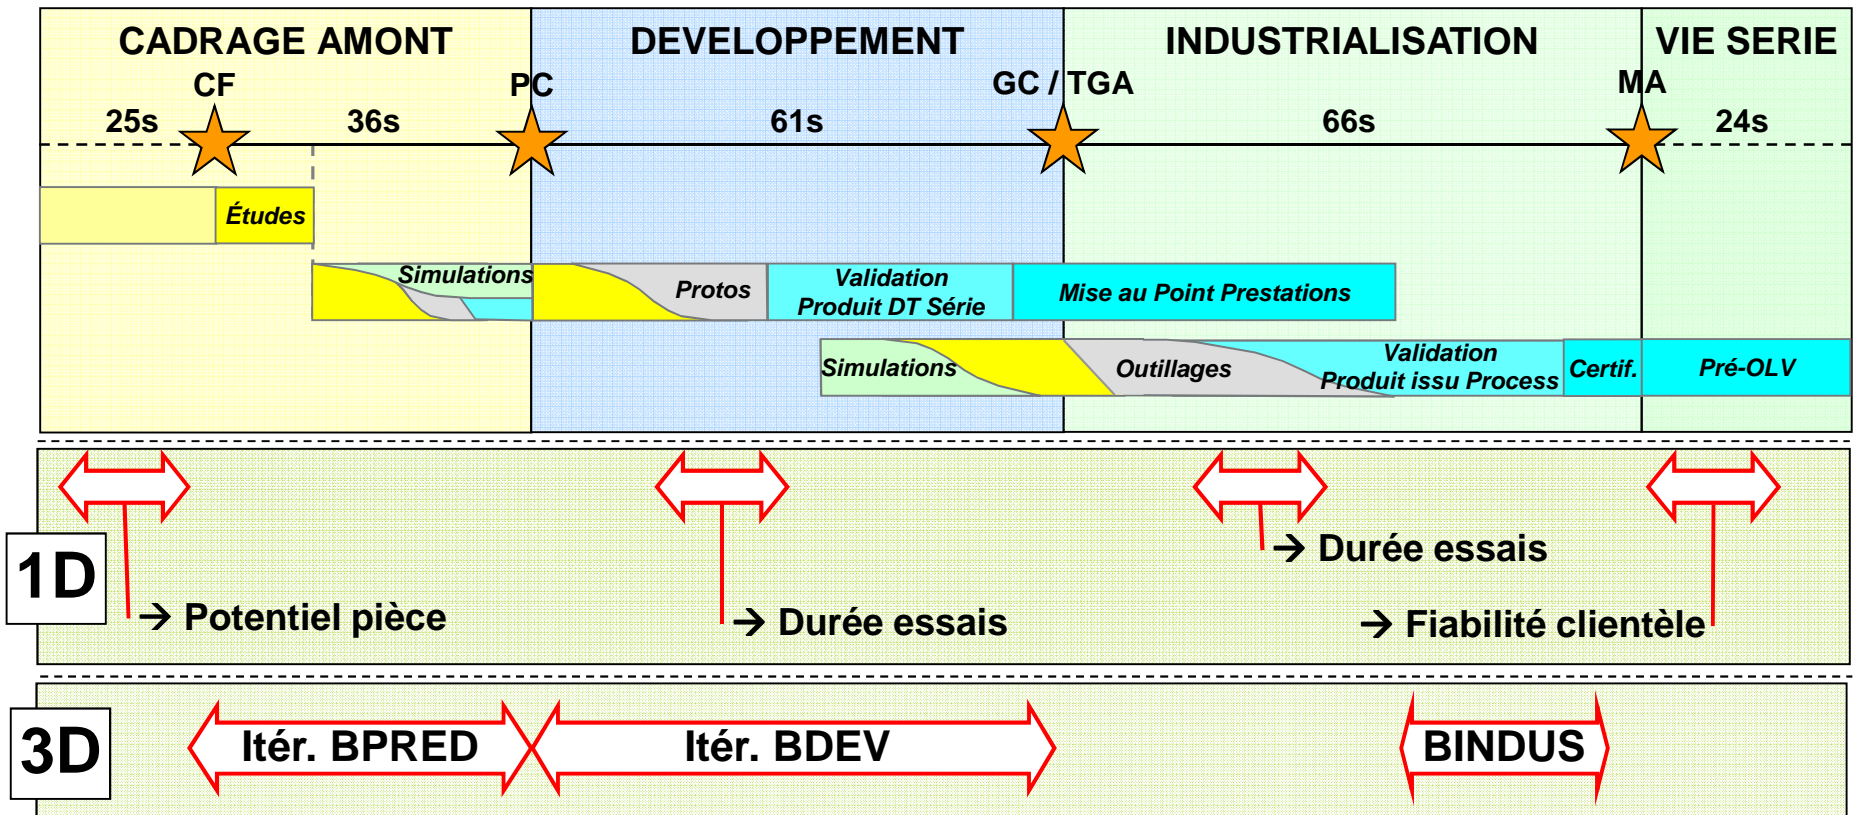 CADRAGE AMONT
DEVELOPPEMENT
INDUSTRIALISATION
VIE SERIE
CF
PC
GC / TGA
MA
25s
36s
61s
66s
24s
Études
Simulations
Protos
Validation
Produit DT Série
Mise au Point Prestations
Simulations
Outillages
Validation
Produit issu Process
Certif.
Pré-OLV
1D
→ Potentiel pièce
→ Durée essais
→ Durée essais
→ Fiabilité clientèle
3D
Itér. BPRED
Itér. BDEV
BINDUS